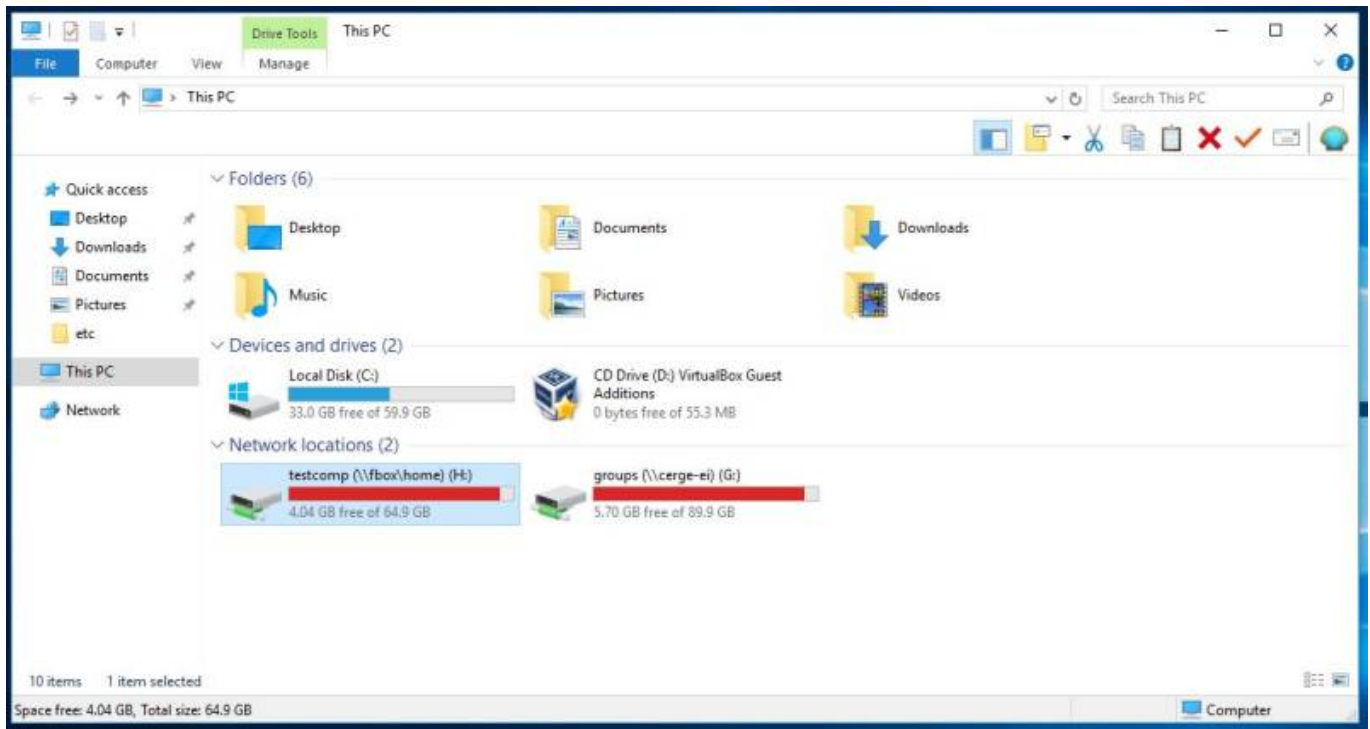 Drive Tools This PC
File Computer View Manage
This PC Search This PC
Quick access
Desktop
Downloads
Documents
Pictures
etc
This PC
Network
Folders (6)
Desktop Documents Downloads
Music Pictures Videos
Devices and drives (2)
Local Disk (C:)
33.0 GB free of 59.9 GB
CD Drive (D:) VirtualBox Guest
Additions
0 bytes free of 55.3 MB
Network locations (2)
testcomp (\\fbox\home) (H:)
4.04 GB free of 64.9 GB
groups (\\cerge-ei) (G:)
5.70 GB free of 89.9 GB
10 items 1 item selected
Space free: 4.04 GB, Total size: 64.9 GB Computer